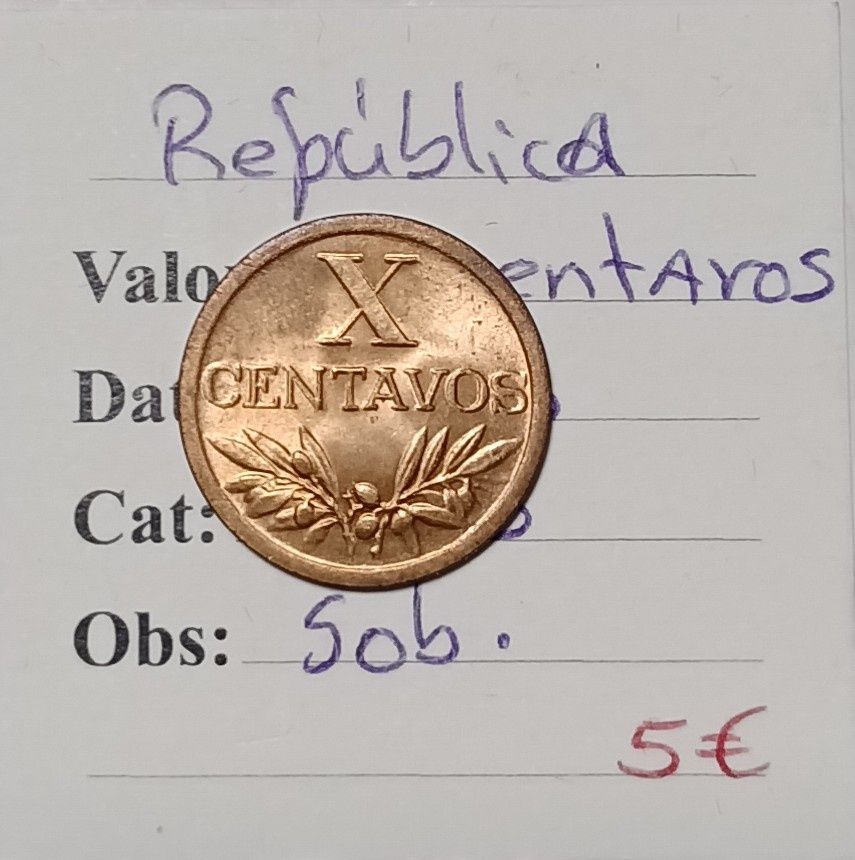 República
Valo entavos
X
CENTAVOS
Dat
Cat:
Obs: Sob.
5€